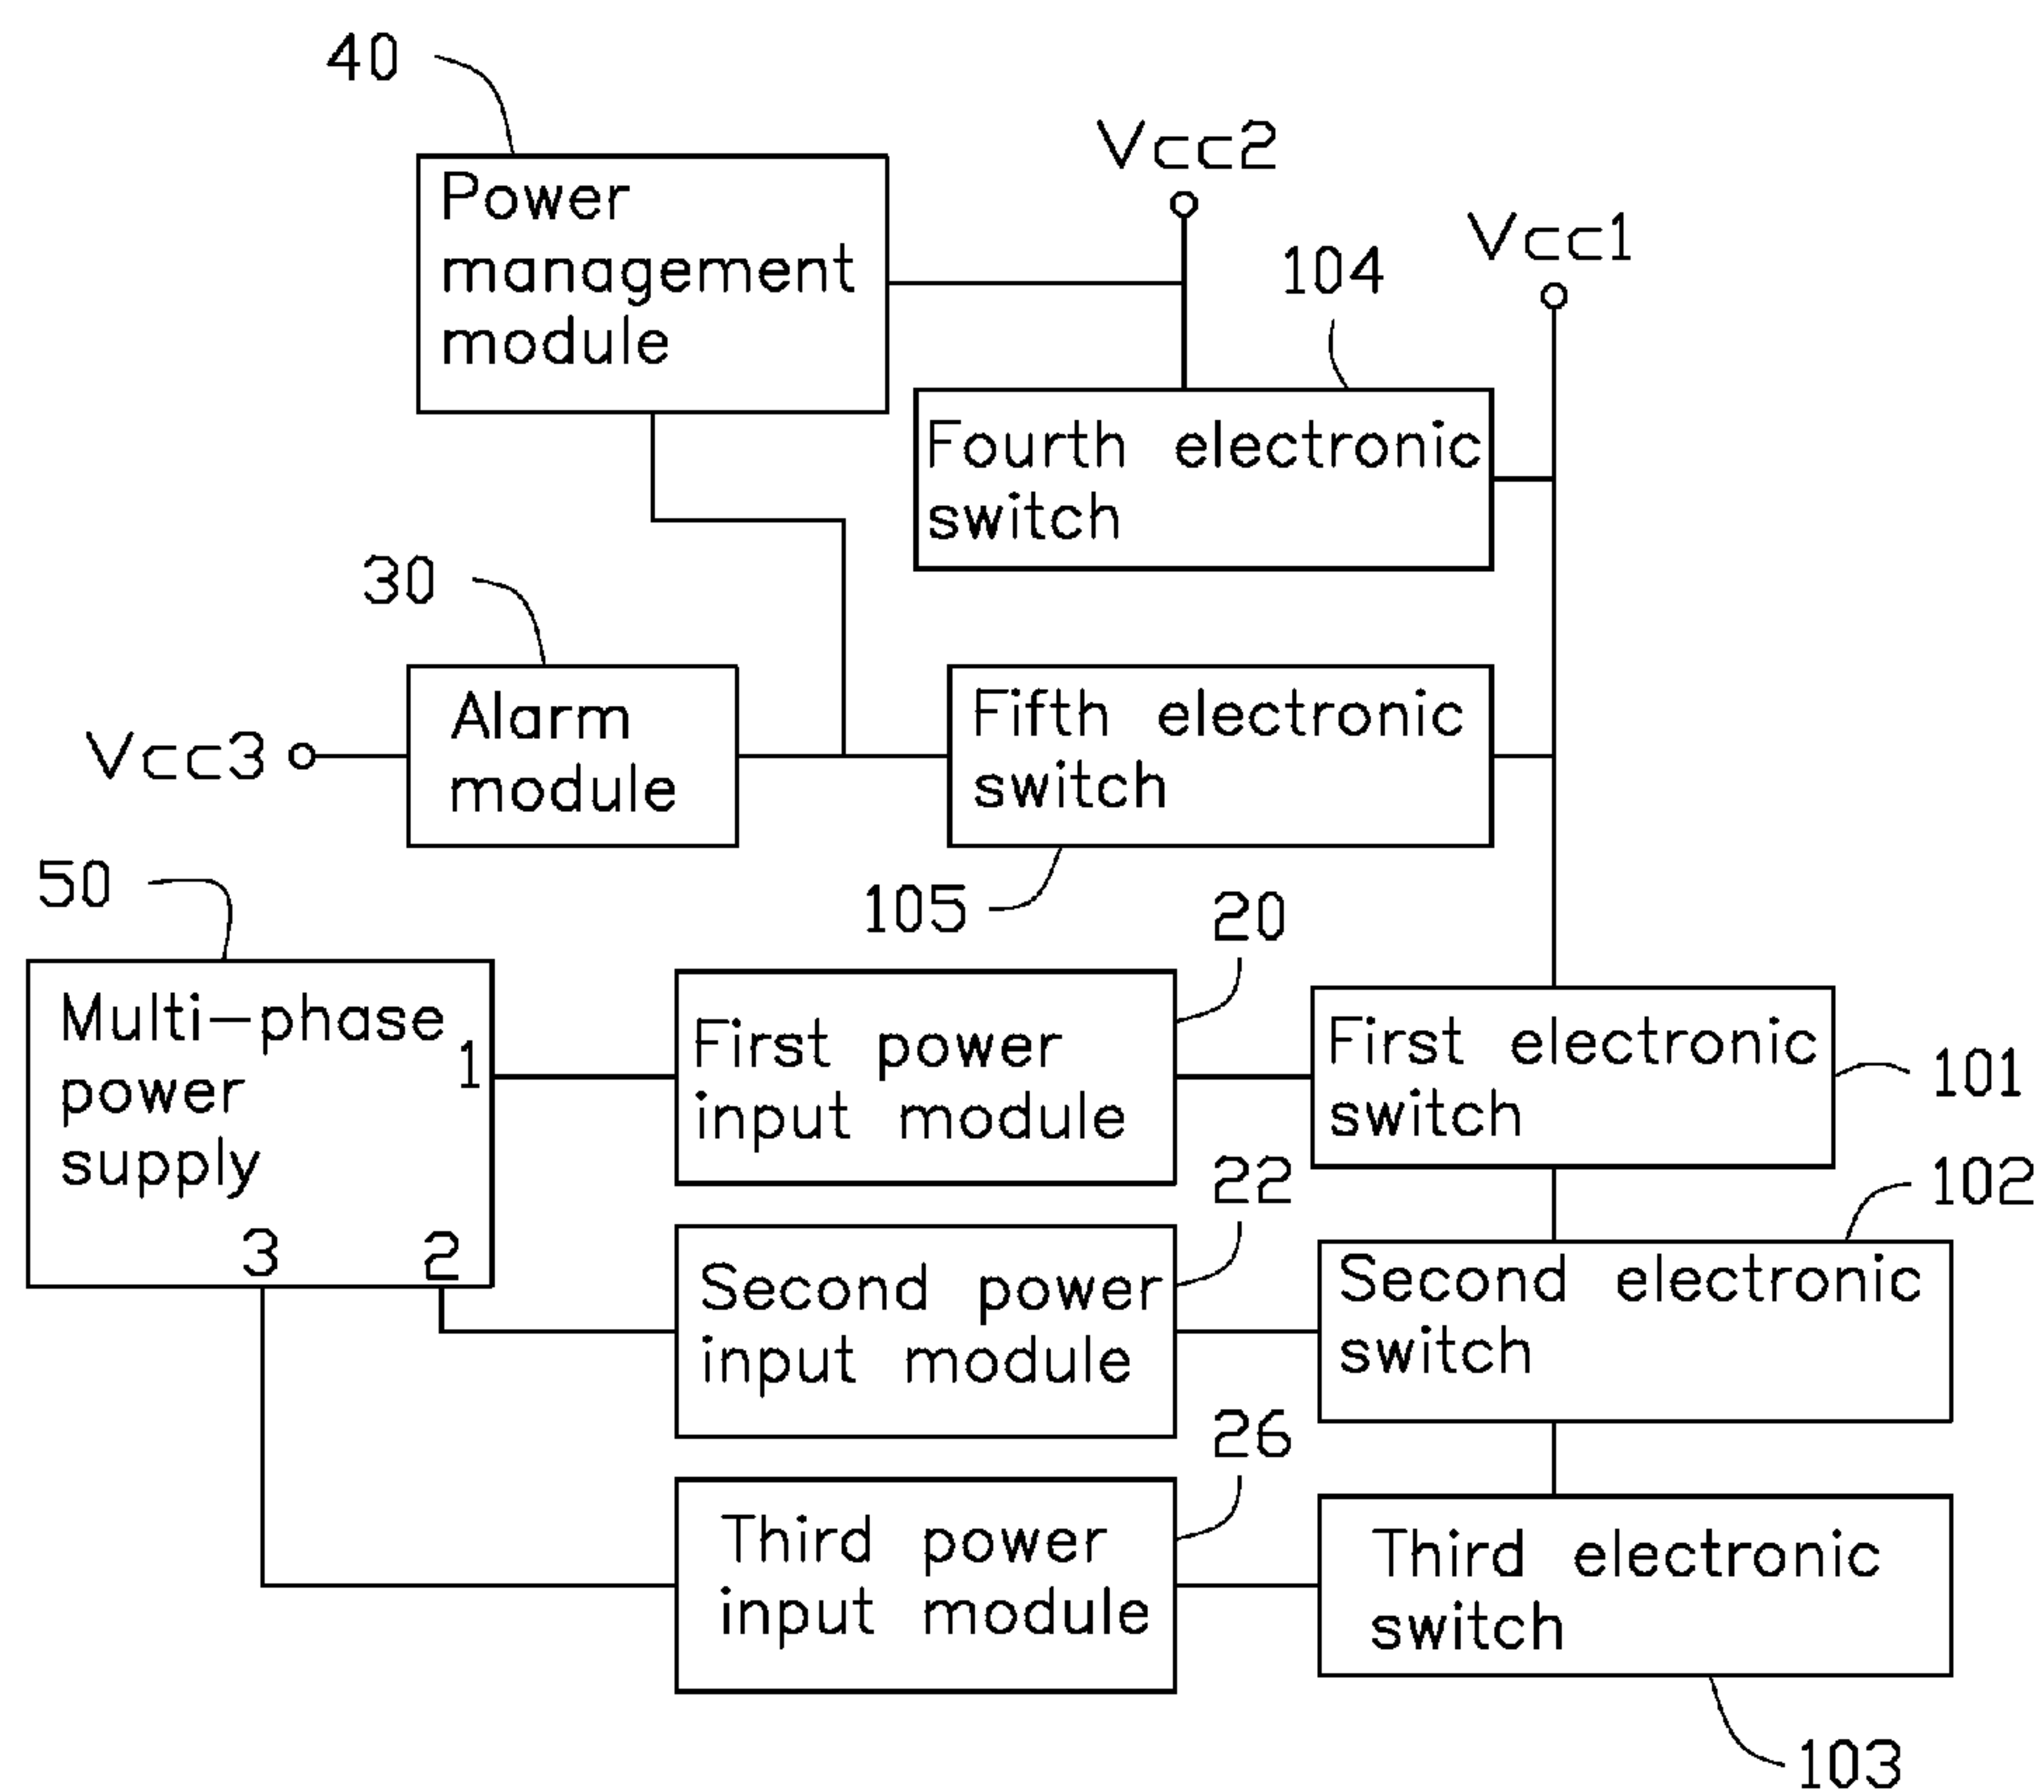 40
Vcc2
Power
management
module
Vcc1
104
Fourth electronic
switch
30
Alarm
module
Vcc3
Fifth electronic
switch
105
50
20
Multi-phase
power
supply
1
2
3
First power
input module
First electronic
switch
101
22
102
Second power
input module
Second electronic
switch
26
Third power
input module
Third electronic
switch
103